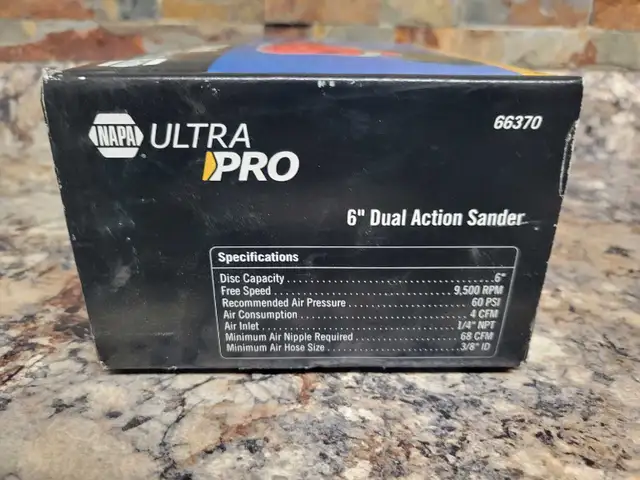 NAPA ULTRA
PRO
66370
6" Dual Action Sander
Specifications
Disc Capacity 6"
Free Speed 9,500 RPM
Recommended Air Pressure 60 PSI
Air Consumption 4 CFM
Air Inlet 1/4" NPT
Minimum Air Nipple Required 68 CFM
Minimum Air Hose Size 3/8" ID